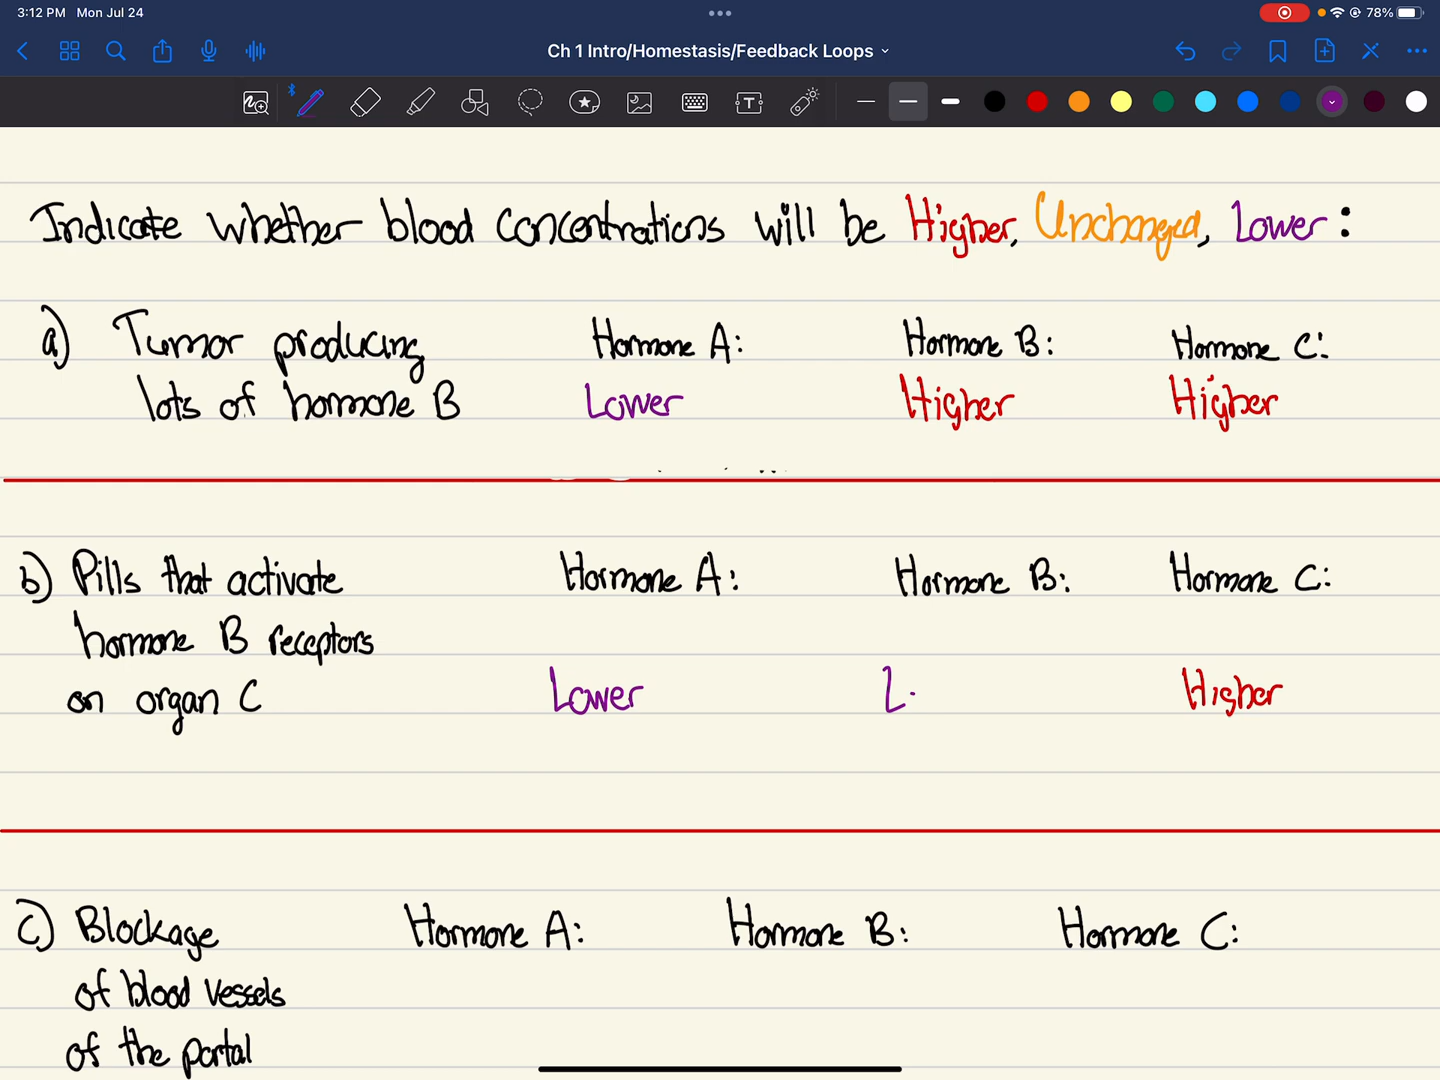 3:12 PM Mon Jul 24
78%
Ch 1 Intro/Homestasis/Feedback Loops
Indicate whether blood concentrations will be Higher, Unchanged, Lower:
a) Tumor producing Hormone A: Hormone B: Hormone C:
lots of hormone B Lower Higher Higher
b) Pills that activate Hormone A: Hormone B: Hormone C:
hormone B receptors
on organ C Lower L Higher
c) Blockage Hormone A: Hormone B: Hormone C:
of blood vessels
of the portal